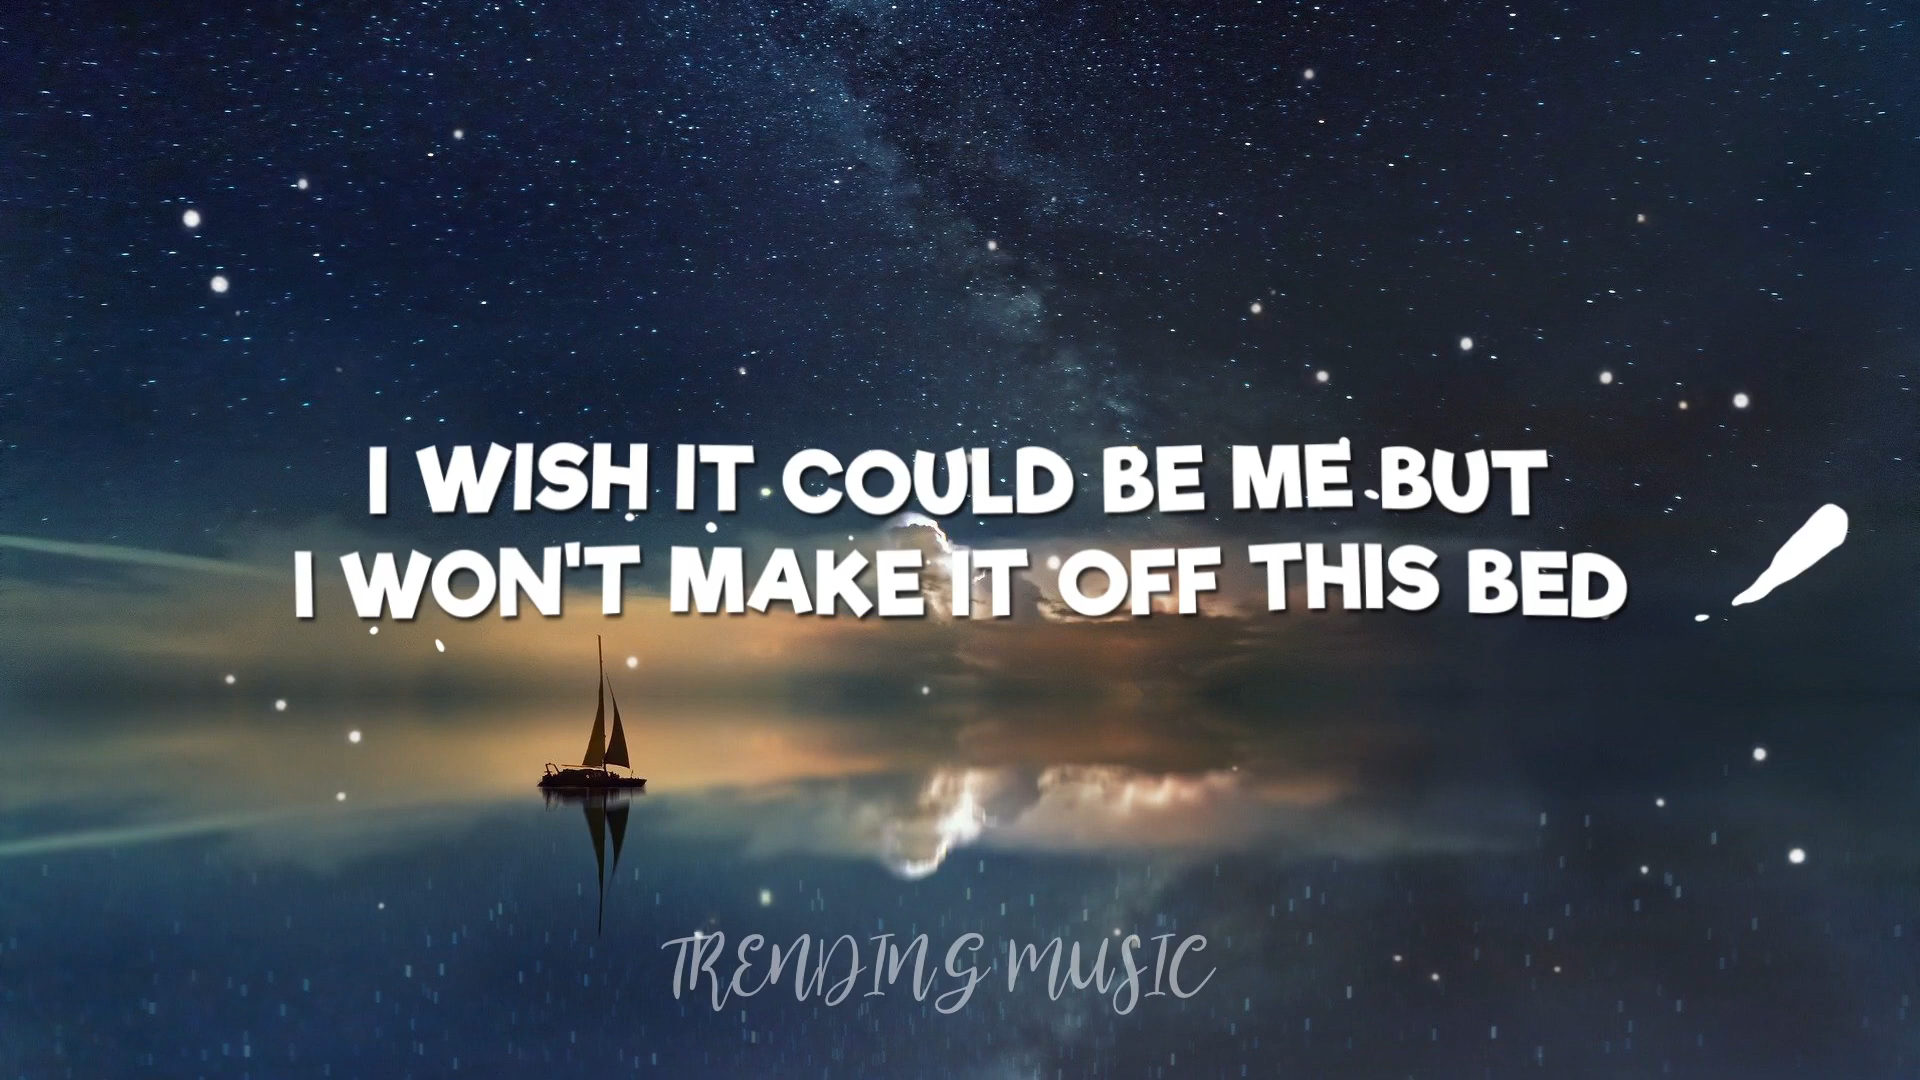 I WISH IT COULD BE ME BUT
I WON'T MAKE IT OFF THIS BED
TRENDING MUSIC